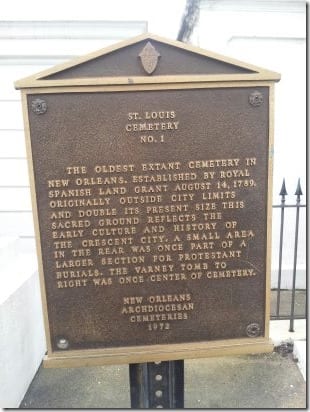 ST. LOUIS
CEMETERY
NO. 1
THE OLDEST EXTANT CEMETERY IN
NEW ORLEANS. ESTABLISHED BY ROYAL
SPANISH LAND GRANT AUGUST 14, 1789.
ORIGINALLY OUTSIDE CITY LIMITS
AND DOUBLE ITS PRESENT SIZE THIS
SACRED GROUND REFLECTS THE
EARLY CULTURE AND HISTORY OF
THE CRESCENT CITY. A SMALL AREA
IN THE REAR WAS ONCE PART OF A
LARGER SECTION FOR PROTESTANT
BURIALS. THE VARNEY TOMB TO
RIGHT WAS ONCE CENTER OF CEMETERY.
NEW ORLEANS
ARCHDIOCESAN
CEMETERIES
1972